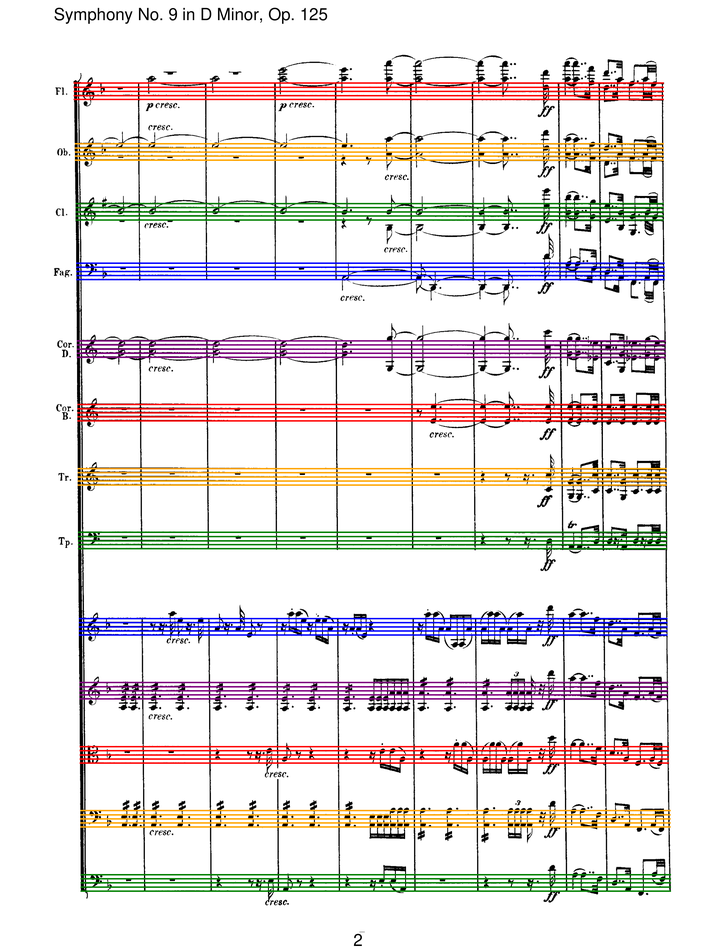 Symphony No. 9 in D Minor, Op. 125
Fl.
p cresc.
p cresc.
ff
cresc.
Ob.
cresc.
ff
Cl.
cresc.
cresc.
ff
Fag.
cresc.
ff
Cor.
D.
cresc.
ff
Cor.
B.
cresc.
ff
Tr.
ff
tr
Tp.
ff
cresc.
ff
3
cresc.
ff
cresc.
ff
3
cresc.
ff
cresc.
ff
2